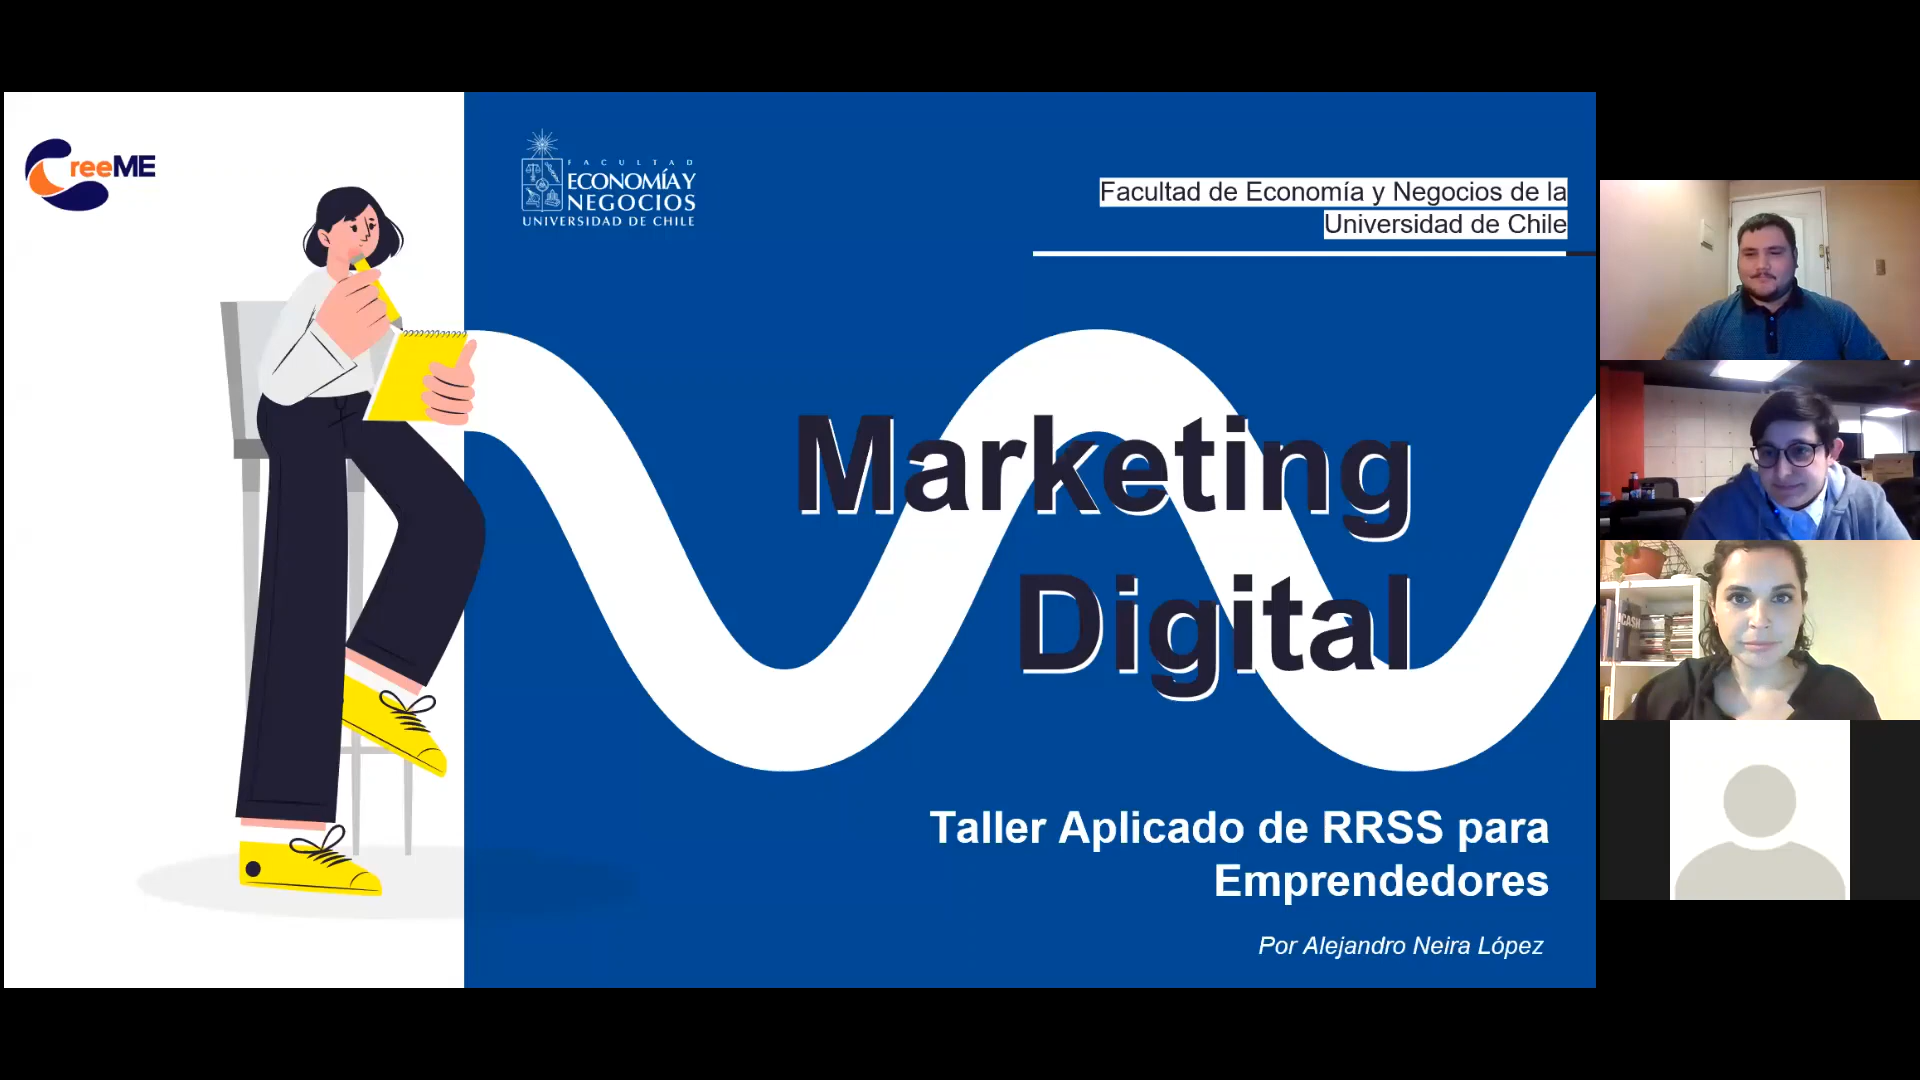 CreeME
FACULTAD
ECONOMÍA Y
NEGOCIOS
UNIVERSIDAD DE CHILE
Facultad de Economía y Negocios de la
Universidad de Chile
Marketing
Digital
Taller Aplicado de RRSS para
Emprendedores
Por Alejandro Neira López
CASH